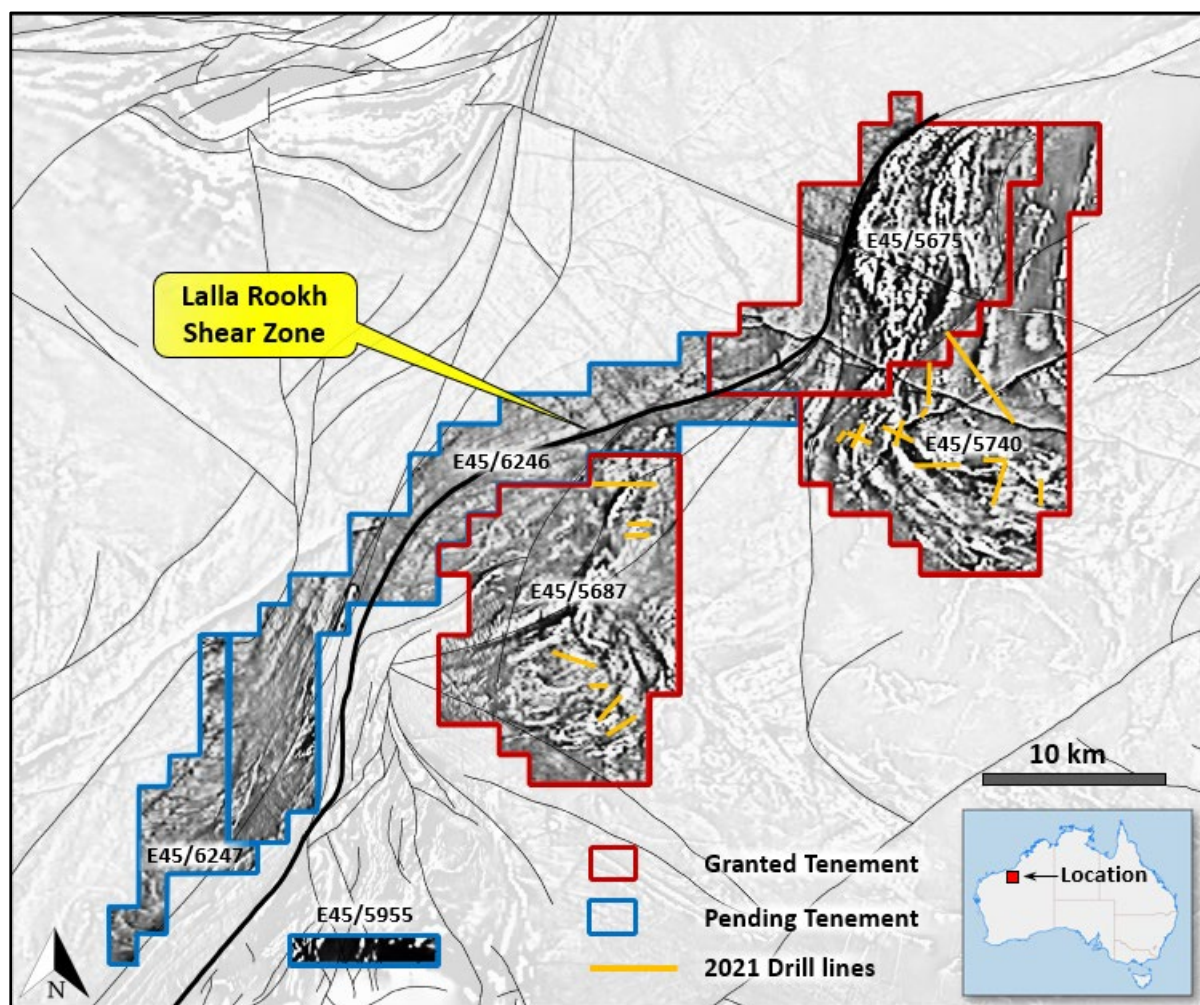 E45/5675
Lalla Rookh
Shear Zone
E45/5740
E45/6246
E45/5687
10 km
E45/6247
Granted Tenement
Location
E45/5955
Pending Tenement
2021 Drill lines
N